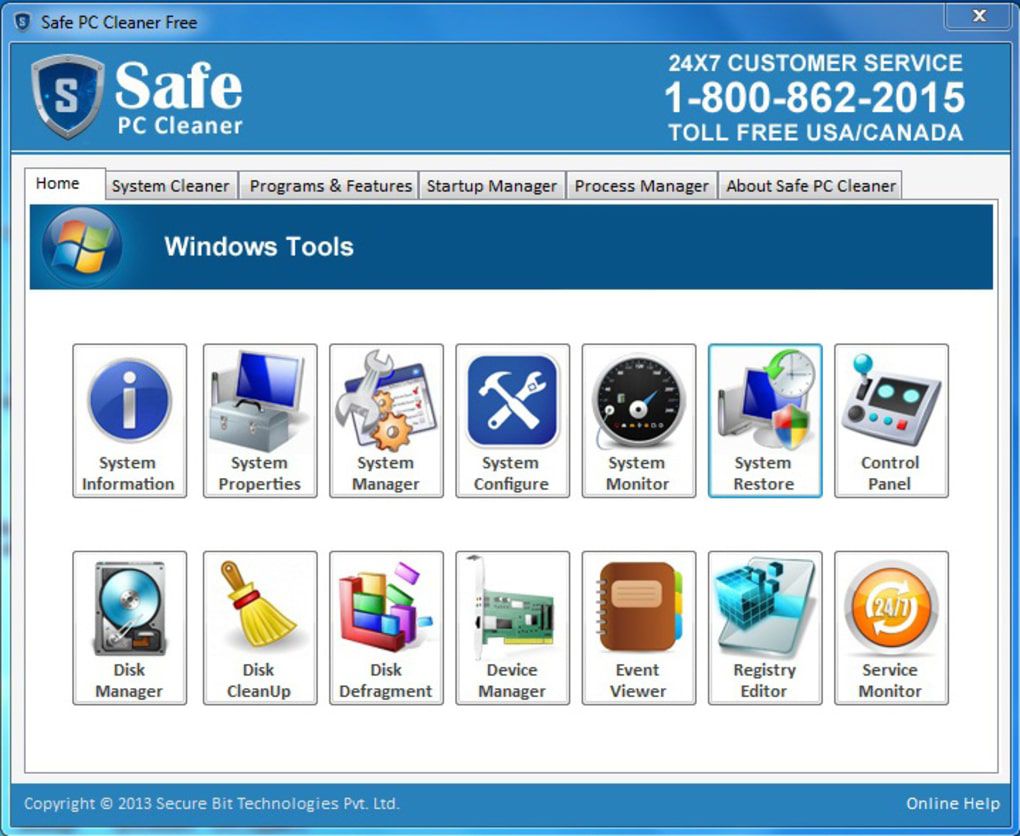 Safe PC Cleaner Free
S
Safe
PC Cleaner
24X7 CUSTOMER SERVICE
1-800-862-2015
TOLL FREE USA/CANADA
Home
System Cleaner
Programs & Features
Startup Manager
Process Manager
About Safe PC Cleaner
Windows Tools
System
Information
System
Properties
System
Manager
System
Configure
System
Monitor
System
Restore
Control
Panel
Disk
Manager
Disk
CleanUp
Disk
Defragment
Device
Manager
Event
Viewer
Registry
Editor
24/7
Service
Monitor
Copyright © 2013 Secure Bit Technologies Pvt. Ltd.
Online Help